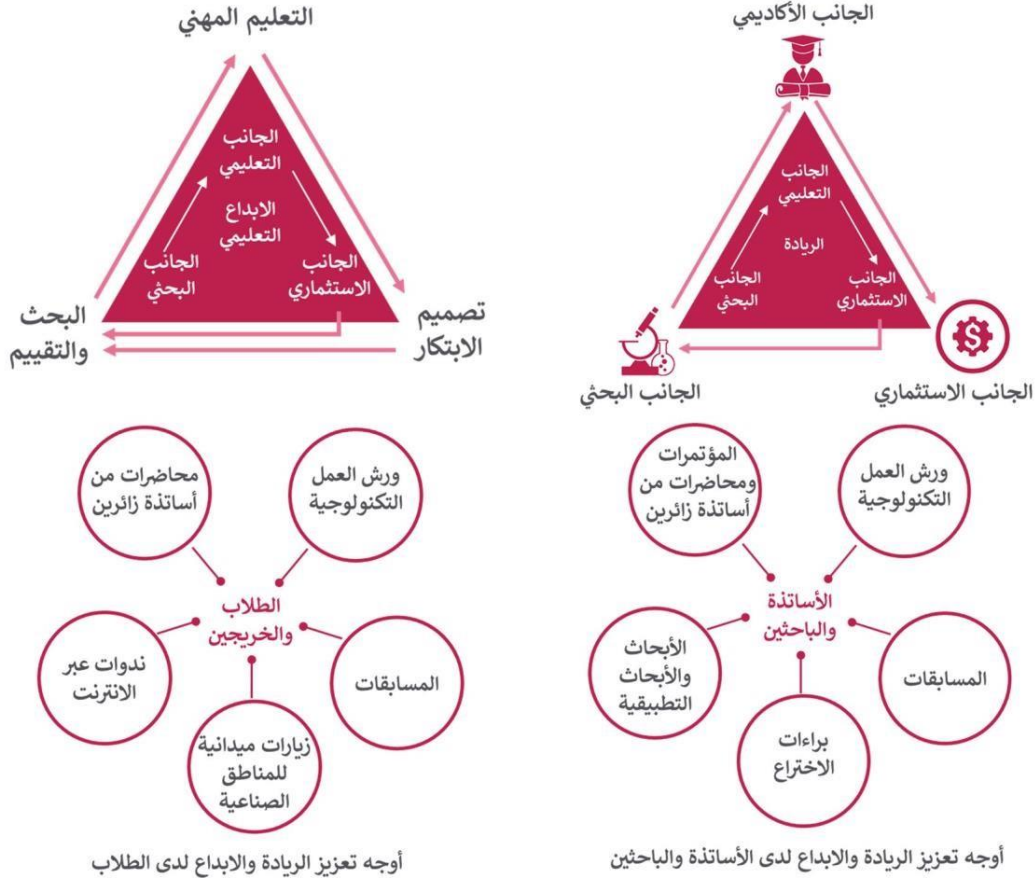 الجانب الأكاديمي
الجانب
التعليمي
الريادة
الجانب
البحثي
الجانب
الاستثماري
$
الجانب البحثي
الجانب الاستثماري
التعليم المهني
الجانب
التعليمي
الابداع
التعليمي
الجانب
البحثي
الجانب
الاستثماري
البحث
والتقييم
تصميم
الابتكار
ورش العمل
التكنولوجية
المؤتمرات
ومحاضرات من
أساتذة زائرين
الأساتذة
والباحثين
المسابقات
الأبحاث
والأبحاث
التطبيقية
براءات
الاختراع
أوجه تعزيز الريادة والابداع لدى الأساتذة والباحثين
ورش العمل
التكنولوجية
محاضرات من
أساتذة زائرين
الطلاب
والخريجين
المسابقات
ندوات عبر
الانترنت
زيارات ميدانية
للمناطق
الصناعية
أوجه تعزيز الريادة والابداع لدى الطلاب